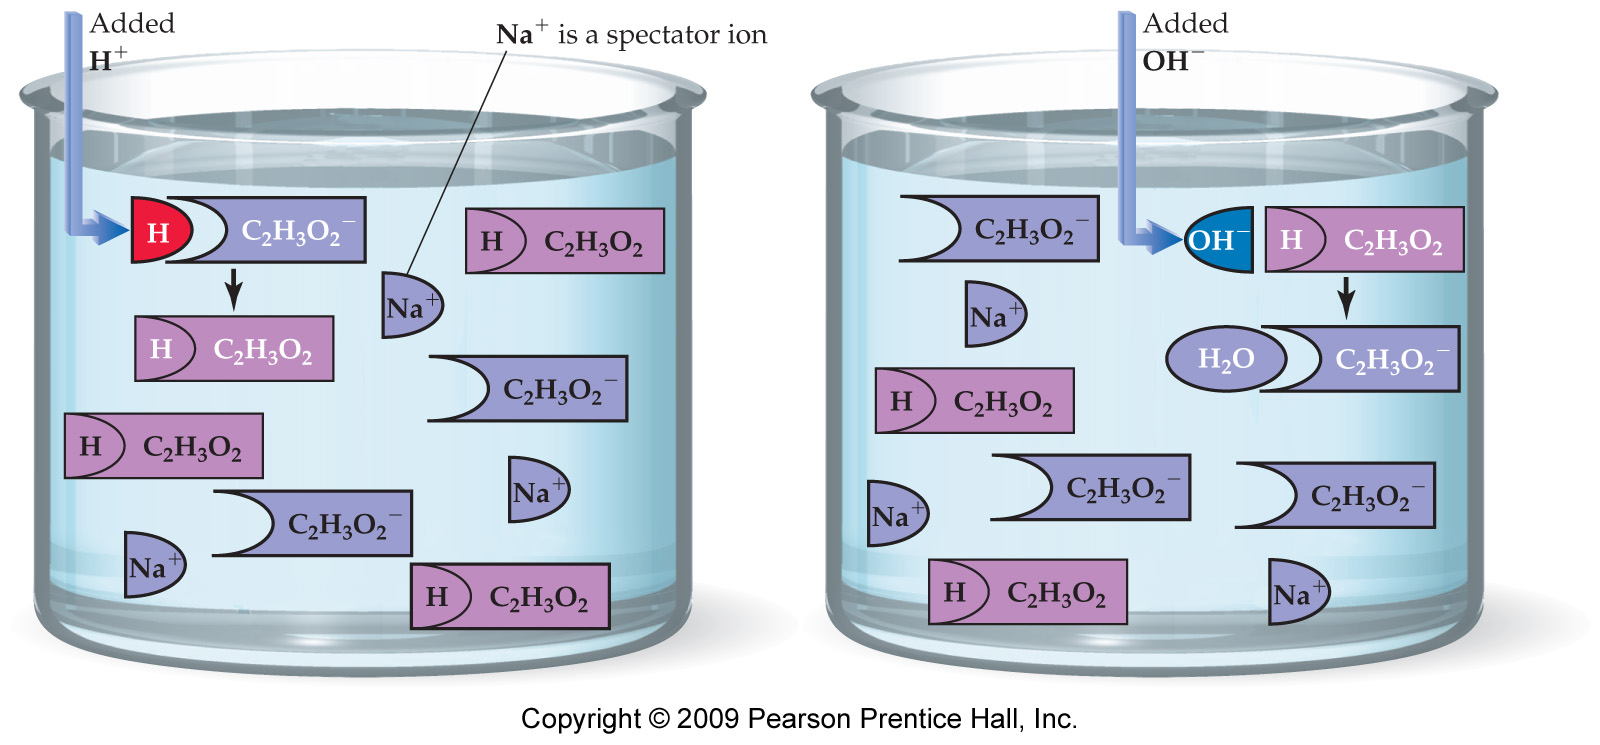 Added
H⁺
Na⁺ is a spectator ion
H C₂H₃O₂⁻
H C₂H₃O₂
Na⁺
H C₂H₃O₂
C₂H₃O₂⁻
H C₂H₃O₂
Na⁺
C₂H₃O₂⁻
Na⁺
H C₂H₃O₂
Added
OH⁻
C₂H₃O₂⁻
OH⁻ H C₂H₃O₂
Na⁺
H₂O C₂H₃O₂⁻
H C₂H₃O₂
C₂H₃O₂⁻
C₂H₃O₂⁻
Na⁺
H C₂H₃O₂
Na⁺
Copyright © 2009 Pearson Prentice Hall, Inc.